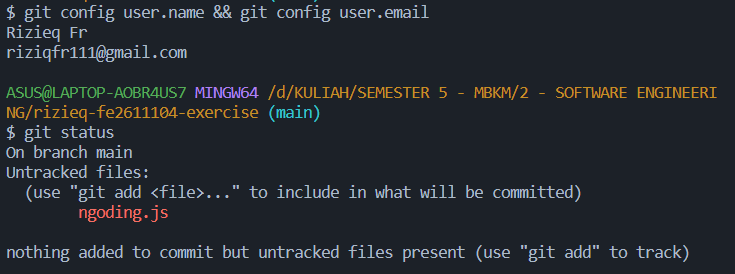 $ git config user.name && git config user.email
Rizieq Fr
riziqfr111@gmail.com
ASUS@LAPTOP-AOBR4US7 MINGW64 /d/KULIAH/SEMESTER 5 - MBKM/2 - SOFTWARE ENGINEERI
NG/rizieq-fe2611104-exercise (main)
$ git status
On branch main
Untracked files:
  (use "git add <file>..." to include in what will be committed)
        ngoding.js
nothing added to commit but untracked files present (use "git add" to track)